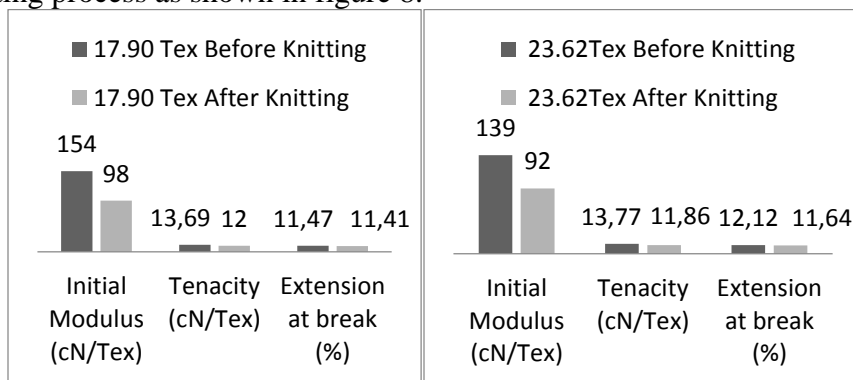 ting process as shown in figure 6.
17.90 Tex Before Knitting
17.90 Tex After Knitting
154
98
13,69 12 11,47 11,41
Initial Modulus (cN/Tex)
Tenacity (cN/Tex)
Extension at break (%)
23.62Tex Before Knitting
23.62Tex After Knitting
139
92
13,77 11,86 12,12 11,64
Initial Modulus (cN/Tex)
Tenacity (cN/Tex)
Extension at break (%)